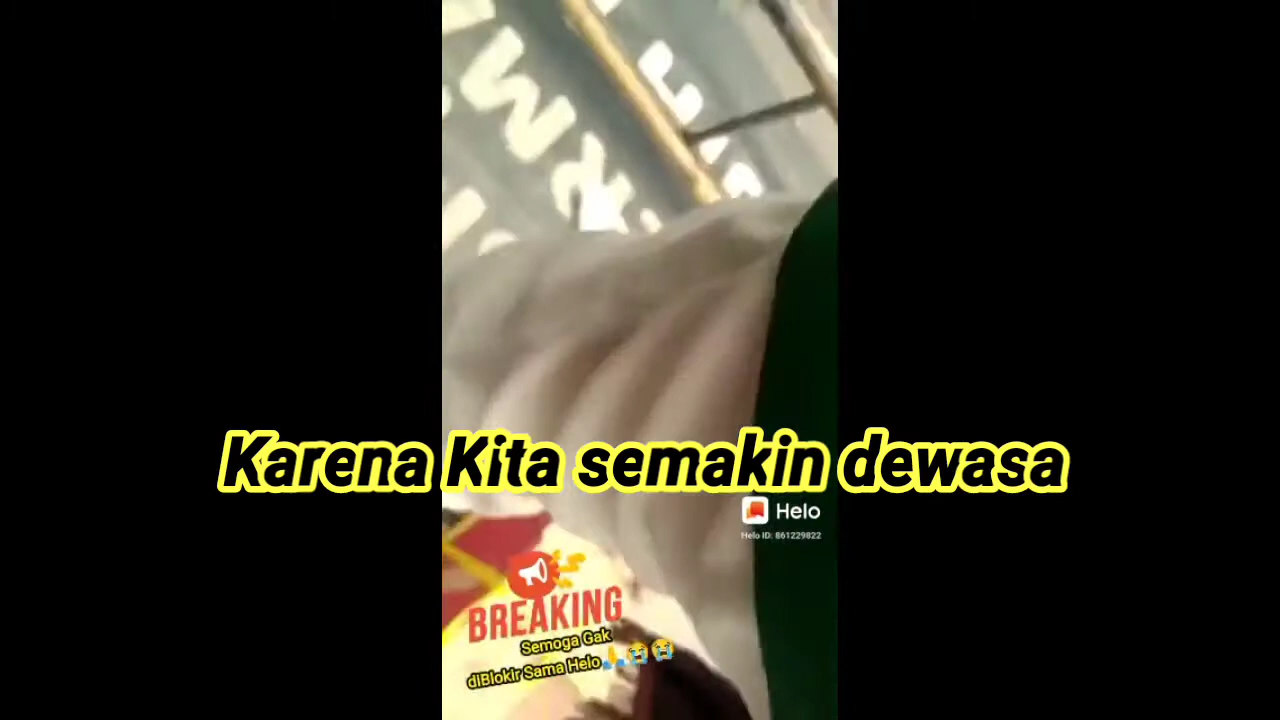 Karena Kita semakin dewasa
Helo
Helo ID: 861229822
BREAKING
Semoga Gak
diBlokir Sama Helo🙏😭😭